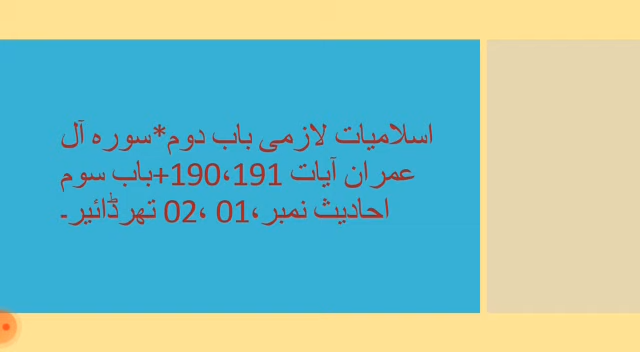 اسلامیات لازمی باب دوم*سورہ آل
عمران آیات 190،191+باب سوم
احادیث نمبر،01 ،02 تھرڈائیر۔